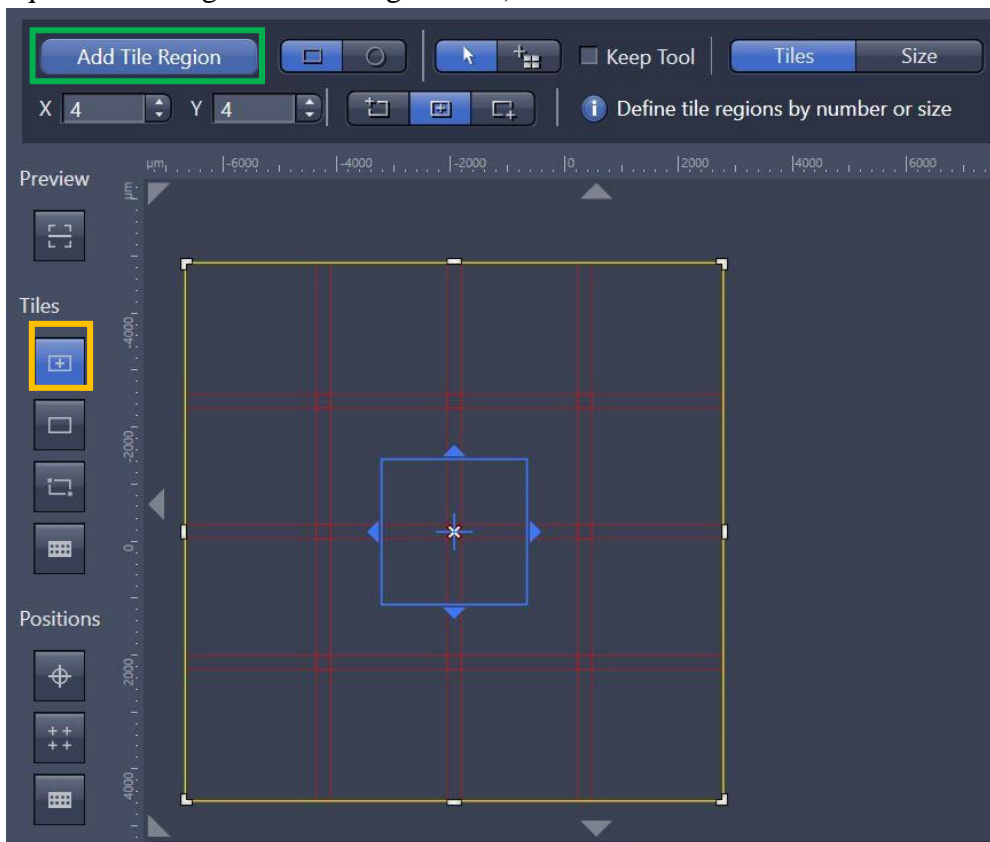 Add Tile Region
Keep Tool
Tiles
Size
X 4
Y 4
i Define tile regions by number or size
µm
-6000
-4000
-2000
0
2000
4000
6000
Preview
µm
Tiles
-4000
-2000
0
Positions
2000
4000